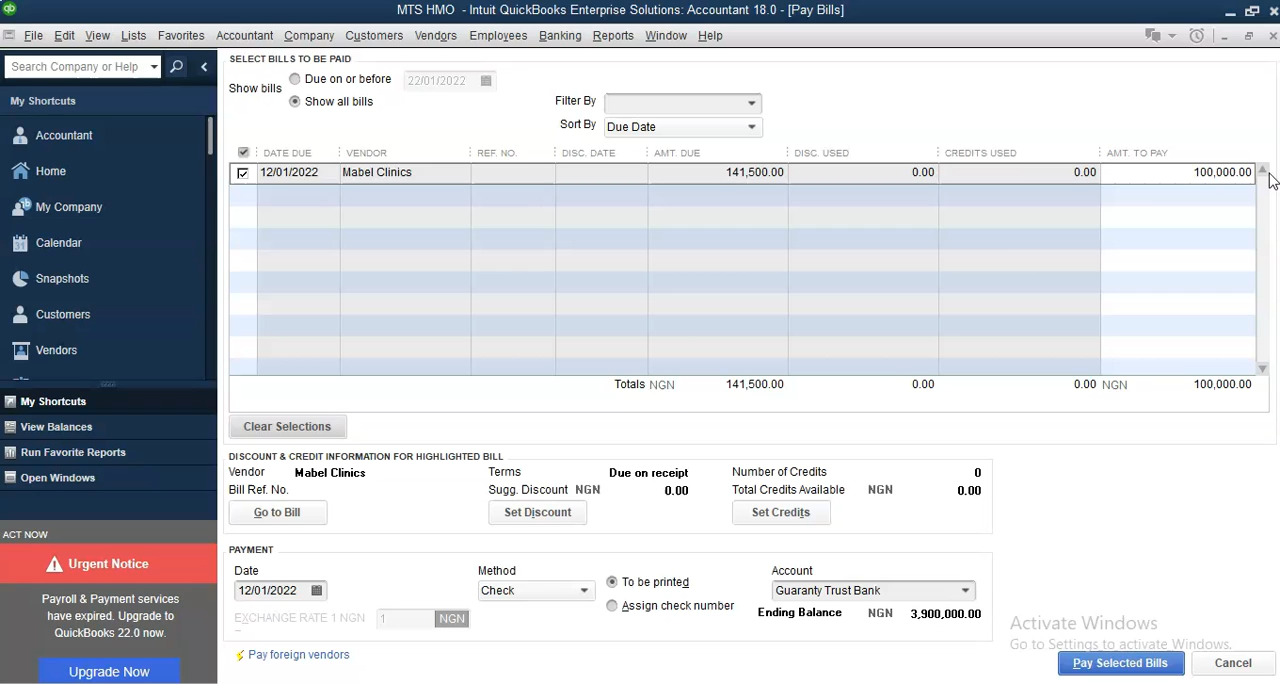 MTS HMO - Intuit QuickBooks Enterprise Solutions: Accountant 18.0 - [Pay Bills]
File Edit View Lists Favorites Accountant Company Customers Vendors Employees Banking Reports Window Help
Search Company or Help
My Shortcuts
Accountant
Home
My Company
31
Calendar
Snapshots
Customers
Vendors
My Shortcuts
View Balances
Run Favorite Reports
Open Windows
ACT NOW
Urgent Notice
Payroll & Payment services
have expired. Upgrade to
QuickBooks 22.0 now.
Upgrade Now
SELECT BILLS TO BE PAID
Show bills
Due on or before 22/01/2022
Show all bills
Filter By
Sort By Due Date
DATE DUE VENDOR REF. NO. DISC. DATE AMT. DUE DISC. USED CREDITS USED AMT. TO PAY
12/01/2022 Mabel Clinics 141,500.00 0.00 0.00 100,000.00
Totals NGN 141,500.00 0.00 0.00 NGN 100,000.00
Clear Selections
DISCOUNT & CREDIT INFORMATION FOR HIGHLIGHTED BILL
Vendor Mabel Clinics Terms Due on receipt Number of Credits 0
Bill Ref. No. Sugg. Discount NGN 0.00 Total Credits Available NGN 0.00
Go to Bill Set Discount Set Credits
PAYMENT
Date Method Account
12/01/2022 Check To be printed Guaranty Trust Bank
Assign check number Ending Balance NGN 3,900,000.00
EXCHANGE RATE 1 NGN 1 NGN
Pay foreign vendors
Activate Windows
Go to Settings to activate Windows.
Pay Selected Bills Cancel